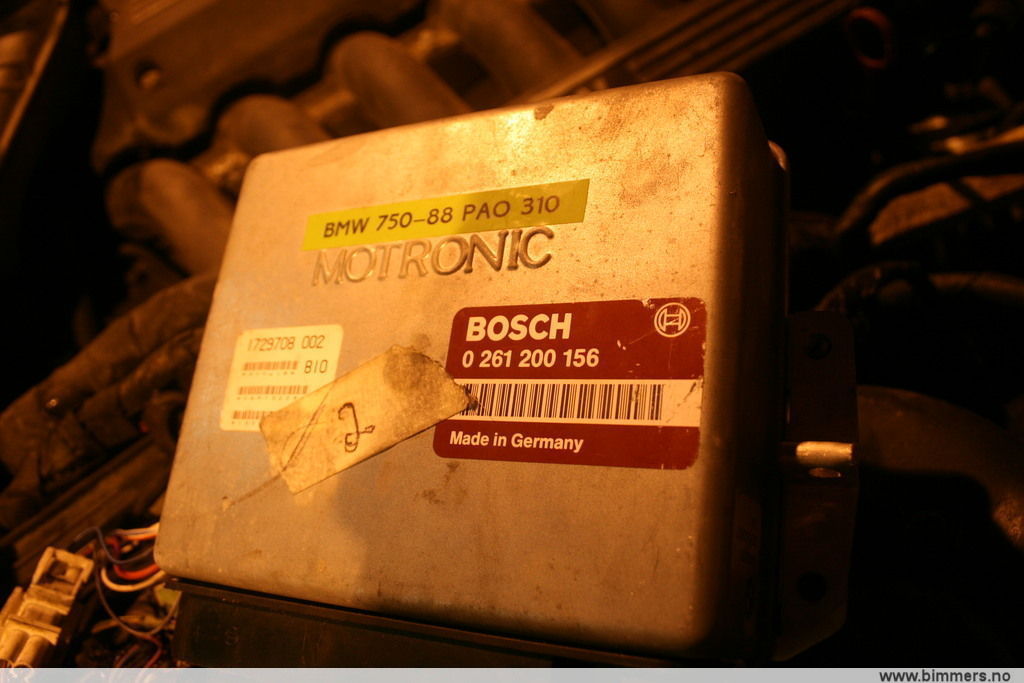 BMW 750-88 PAO 310
MOTRONIC
BOSCH
0 261 200 156
Made in Germany
1729708 002
810
2
www.bimmers.no